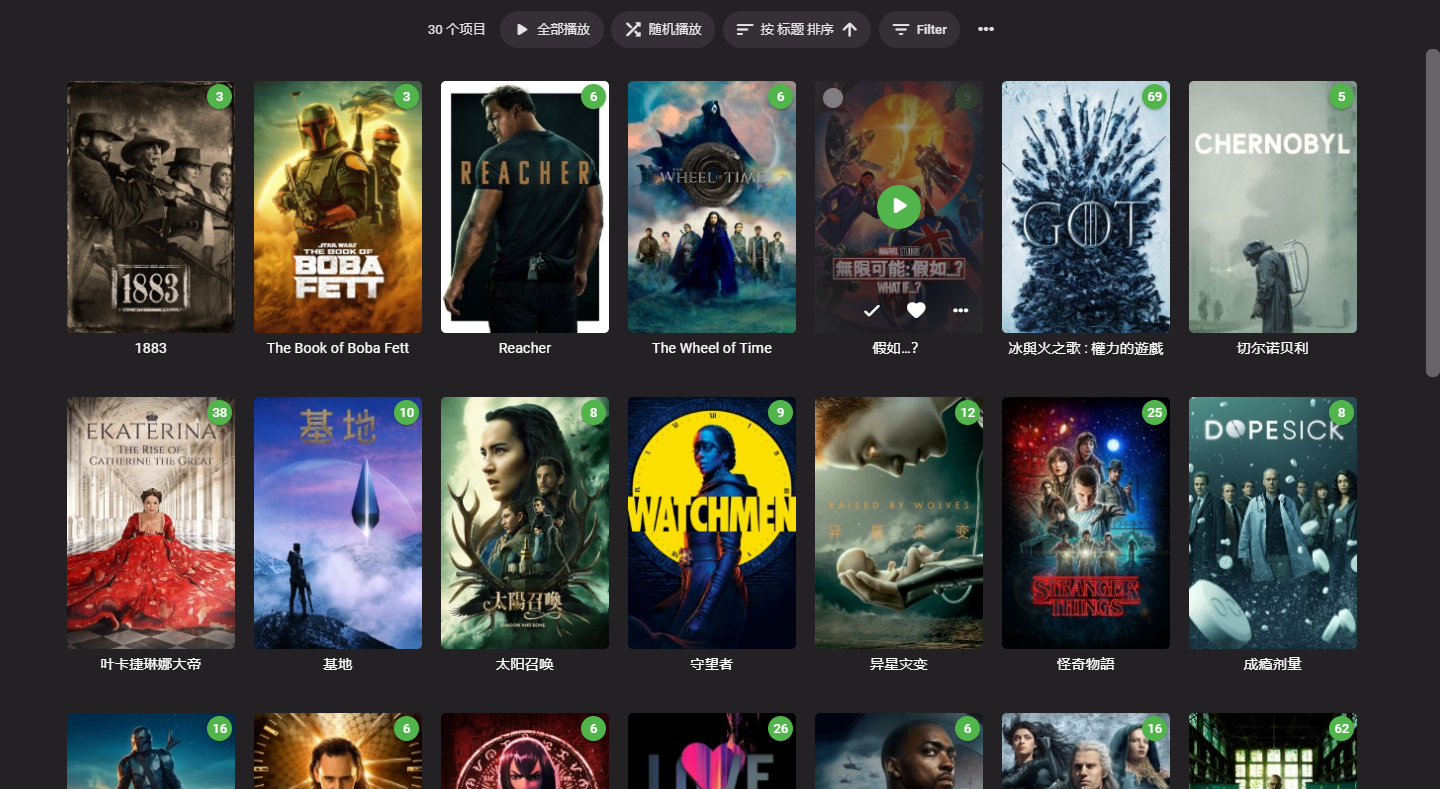 30 个项目
全部播放
随机播放
按 标题 排序
Filter
3
1883
1883
3
STAR WARS
THE BOOK OF
BOBA
FETT
The Book of Boba Fett
6
REACHER
Reacher
6
THE
WHEEL OF TIME
The Wheel of Time
9
MARVEL STUDIOS
無限可能:假如..?
WHAT IF...?
假如…?
69
GOT
冰與火之歌 : 權力的遊戲
5
CHERNOBYL
切尔诺贝利
38
EKATERINA
THE RISE OF
CATHERINE THE GREAT
叶卡捷琳娜大帝
10
基地
基地
8
太陽召喚
SHADOW AND BONE
太阳召唤
9
WATCHMEN
守望者
12
RAISED BY WOLVES
异星灾变
异星灾变
25
STRANGER
THINGS
怪奇物語
8
DOPESICK
成瘾剂量
16
6
6
26
LOVE
6
16
62